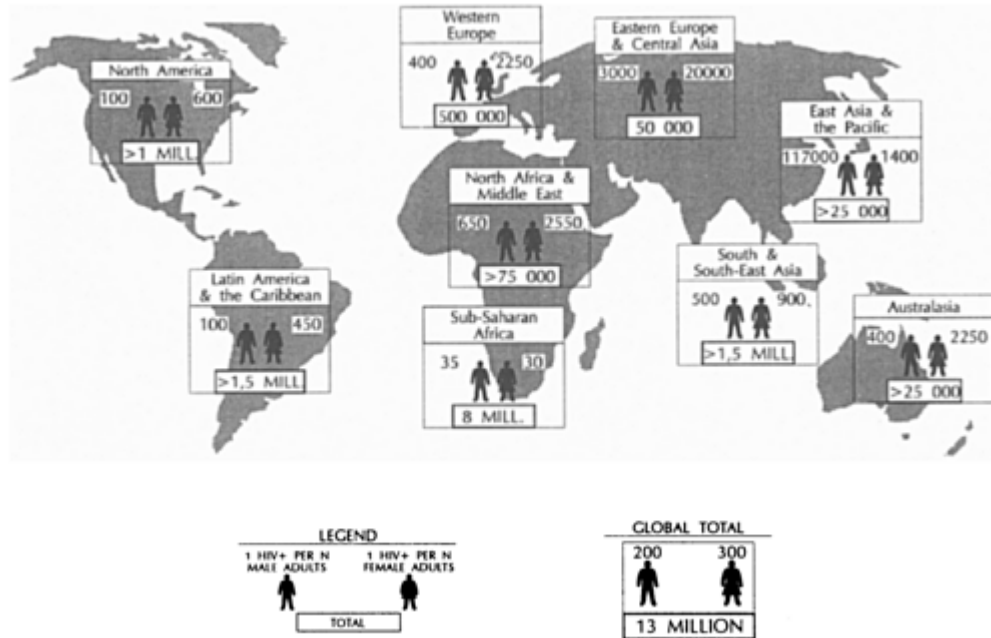 Western
Europe
400 2250
500 000
Eastern Europe
& Central Asia
3000 20000
50 000
North America
100 600
>1 MILL.
East Asia &
the Pacific
117000 1400
>25 000
North Africa &
Middle East
650 2550
>75 000
South &
South-East Asia
500 900
>1,5 MILL.
Latin America
& the Caribbean
100 450
>1,5 MILL
Australasia
400 2250
>25 000
Sub-Saharan
Africa
35 30
8 MILL.
LEGEND
1 HIV+ PER N
MALE ADULTS
1 HIV+ PER N
FEMALE ADULTS
TOTAL
GLOBAL TOTAL
200 300
13 MILLION